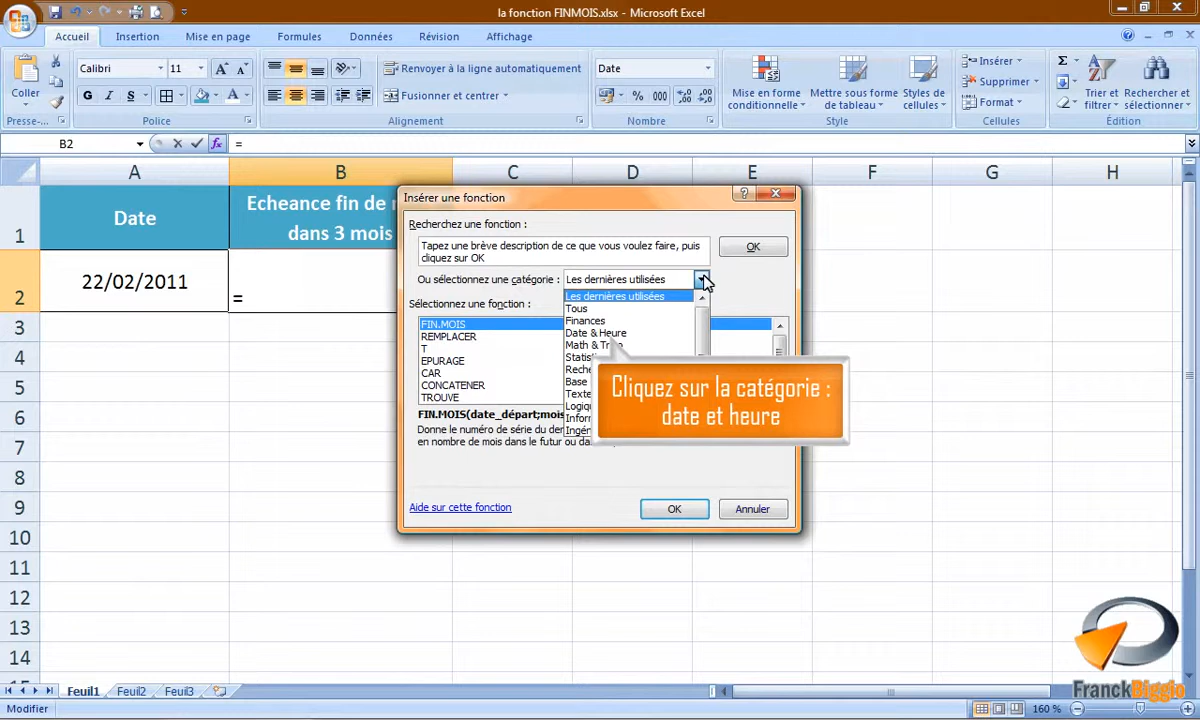 la fonction FINMOIS.xlsx - Microsoft Excel
Accueil Insertion Mise en page Formules Données Révision Affichage
Coller
Calibri 11
G I S
Renvoyer à la ligne automatiquement
Fusionner et centrer
Date
% 000
Mise en forme conditionnelle
Mettre sous forme de tableau
Styles de cellules
Insérer
Supprimer
Format
Trier et filtrer
Rechercher et sélectionner
Presse-... Police Alignement Nombre Style Cellules Édition
B2 fx =
A B C D E F G H
1 2 3 4 5 6 7 8 9 10 11 12 13 14
Date
Echeance fin de
dans 3 mois
22/02/2011
=
Insérer une fonction
Recherchez une fonction :
Tapez une brève description de ce que vous voulez faire, puis
cliquez sur OK
OK
Ou sélectionnez une catégorie : Les dernières utilisées
Les dernières utilisées
Tous
Finances
Date & Heure
Math &
Sélectionnez une fonction :
FIN.MOIS
REMPLACER
T
EPURAGE
CAR
CONCATENER
TROUVE
FIN.MOIS(date_départ;mois
Donne le numéro de série du
en nombre de mois dans le futur ou
Cliquez sur la catégorie :
date et heure
Aide sur cette fonction
OK Annuler
FranckBiggio
Feuil1 Feuil2 Feuil3
Modifier
160 %